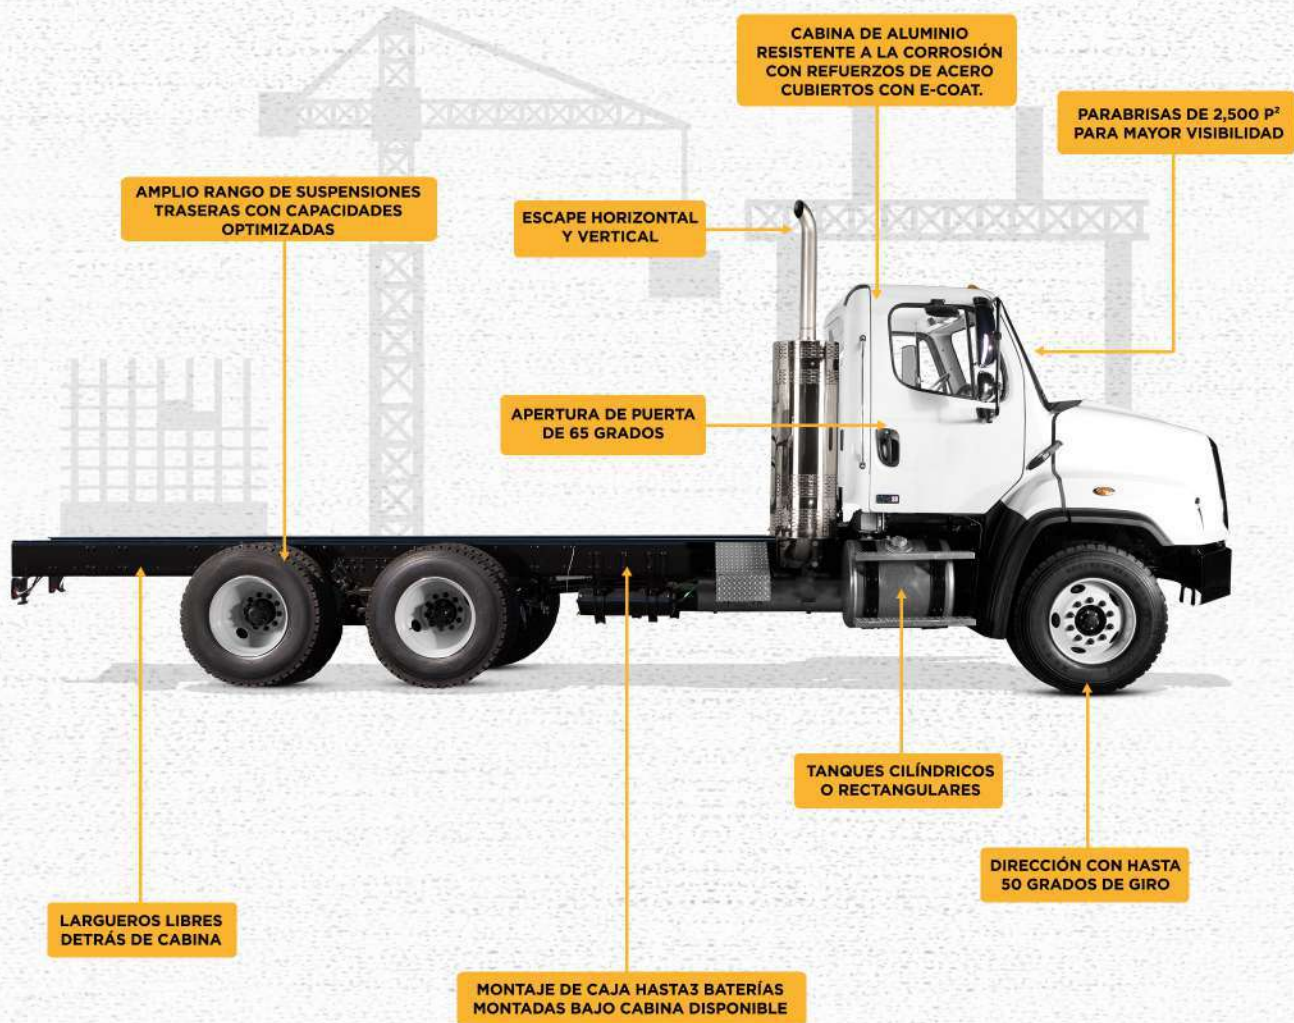 CABINA DE ALUMINIO
RESISTENTE A LA CORROSIÓN
CON REFUERZOS DE ACERO
CUBIERTOS CON E-COAT.
PARABRISAS DE 2,500 P²
PARA MAYOR VISIBILIDAD
AMPLIO RANGO DE SUSPENSIONES
TRASERAS CON CAPACIDADES
OPTIMIZADAS
ESCAPE HORIZONTAL
Y VERTICAL
APERTURA DE PUERTA
DE 65 GRADOS
TANQUES CILÍNDRICOS
O RECTANGULARES
DIRECCIÓN CON HASTA
50 GRADOS DE GIRO
LARGUEROS LIBRES
DETRÁS DE CABINA
MONTAJE DE CAJA HASTA3 BATERÍAS
MONTADAS BAJO CABINA DISPONIBLE